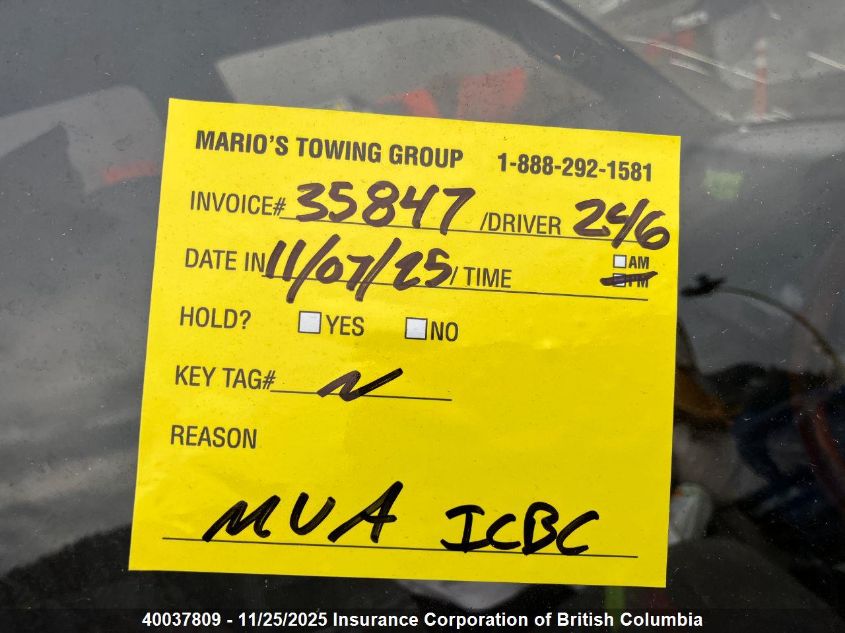 MARIO'S TOWING GROUP 1-888-292-1581
INVOICE# 35847 /DRIVER 246
DATE IN 11/07/25 / TIME AM PM
HOLD? YES NO
KEY TAG# N
REASON
MVA ICBC
40037809 - 11/25/2025 Insurance Corporation of British Columbia